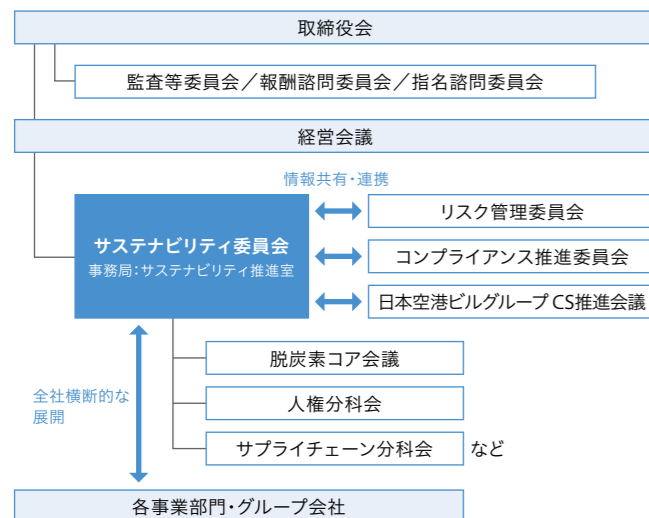 取締役会
監査等委員会／報酬諮問委員会／指名諮問委員会
経営会議
情報共有・連携
リスク管理委員会
サステナビリティ委員会
事務局：サステナビリティ推進室
コンプライアンス推進委員会
日本空港ビルグループ CS推進会議
脱炭素コア会議
全社横断的な
展開
人権分科会
サプライチェーン分科会 など
各事業部門・グループ会社